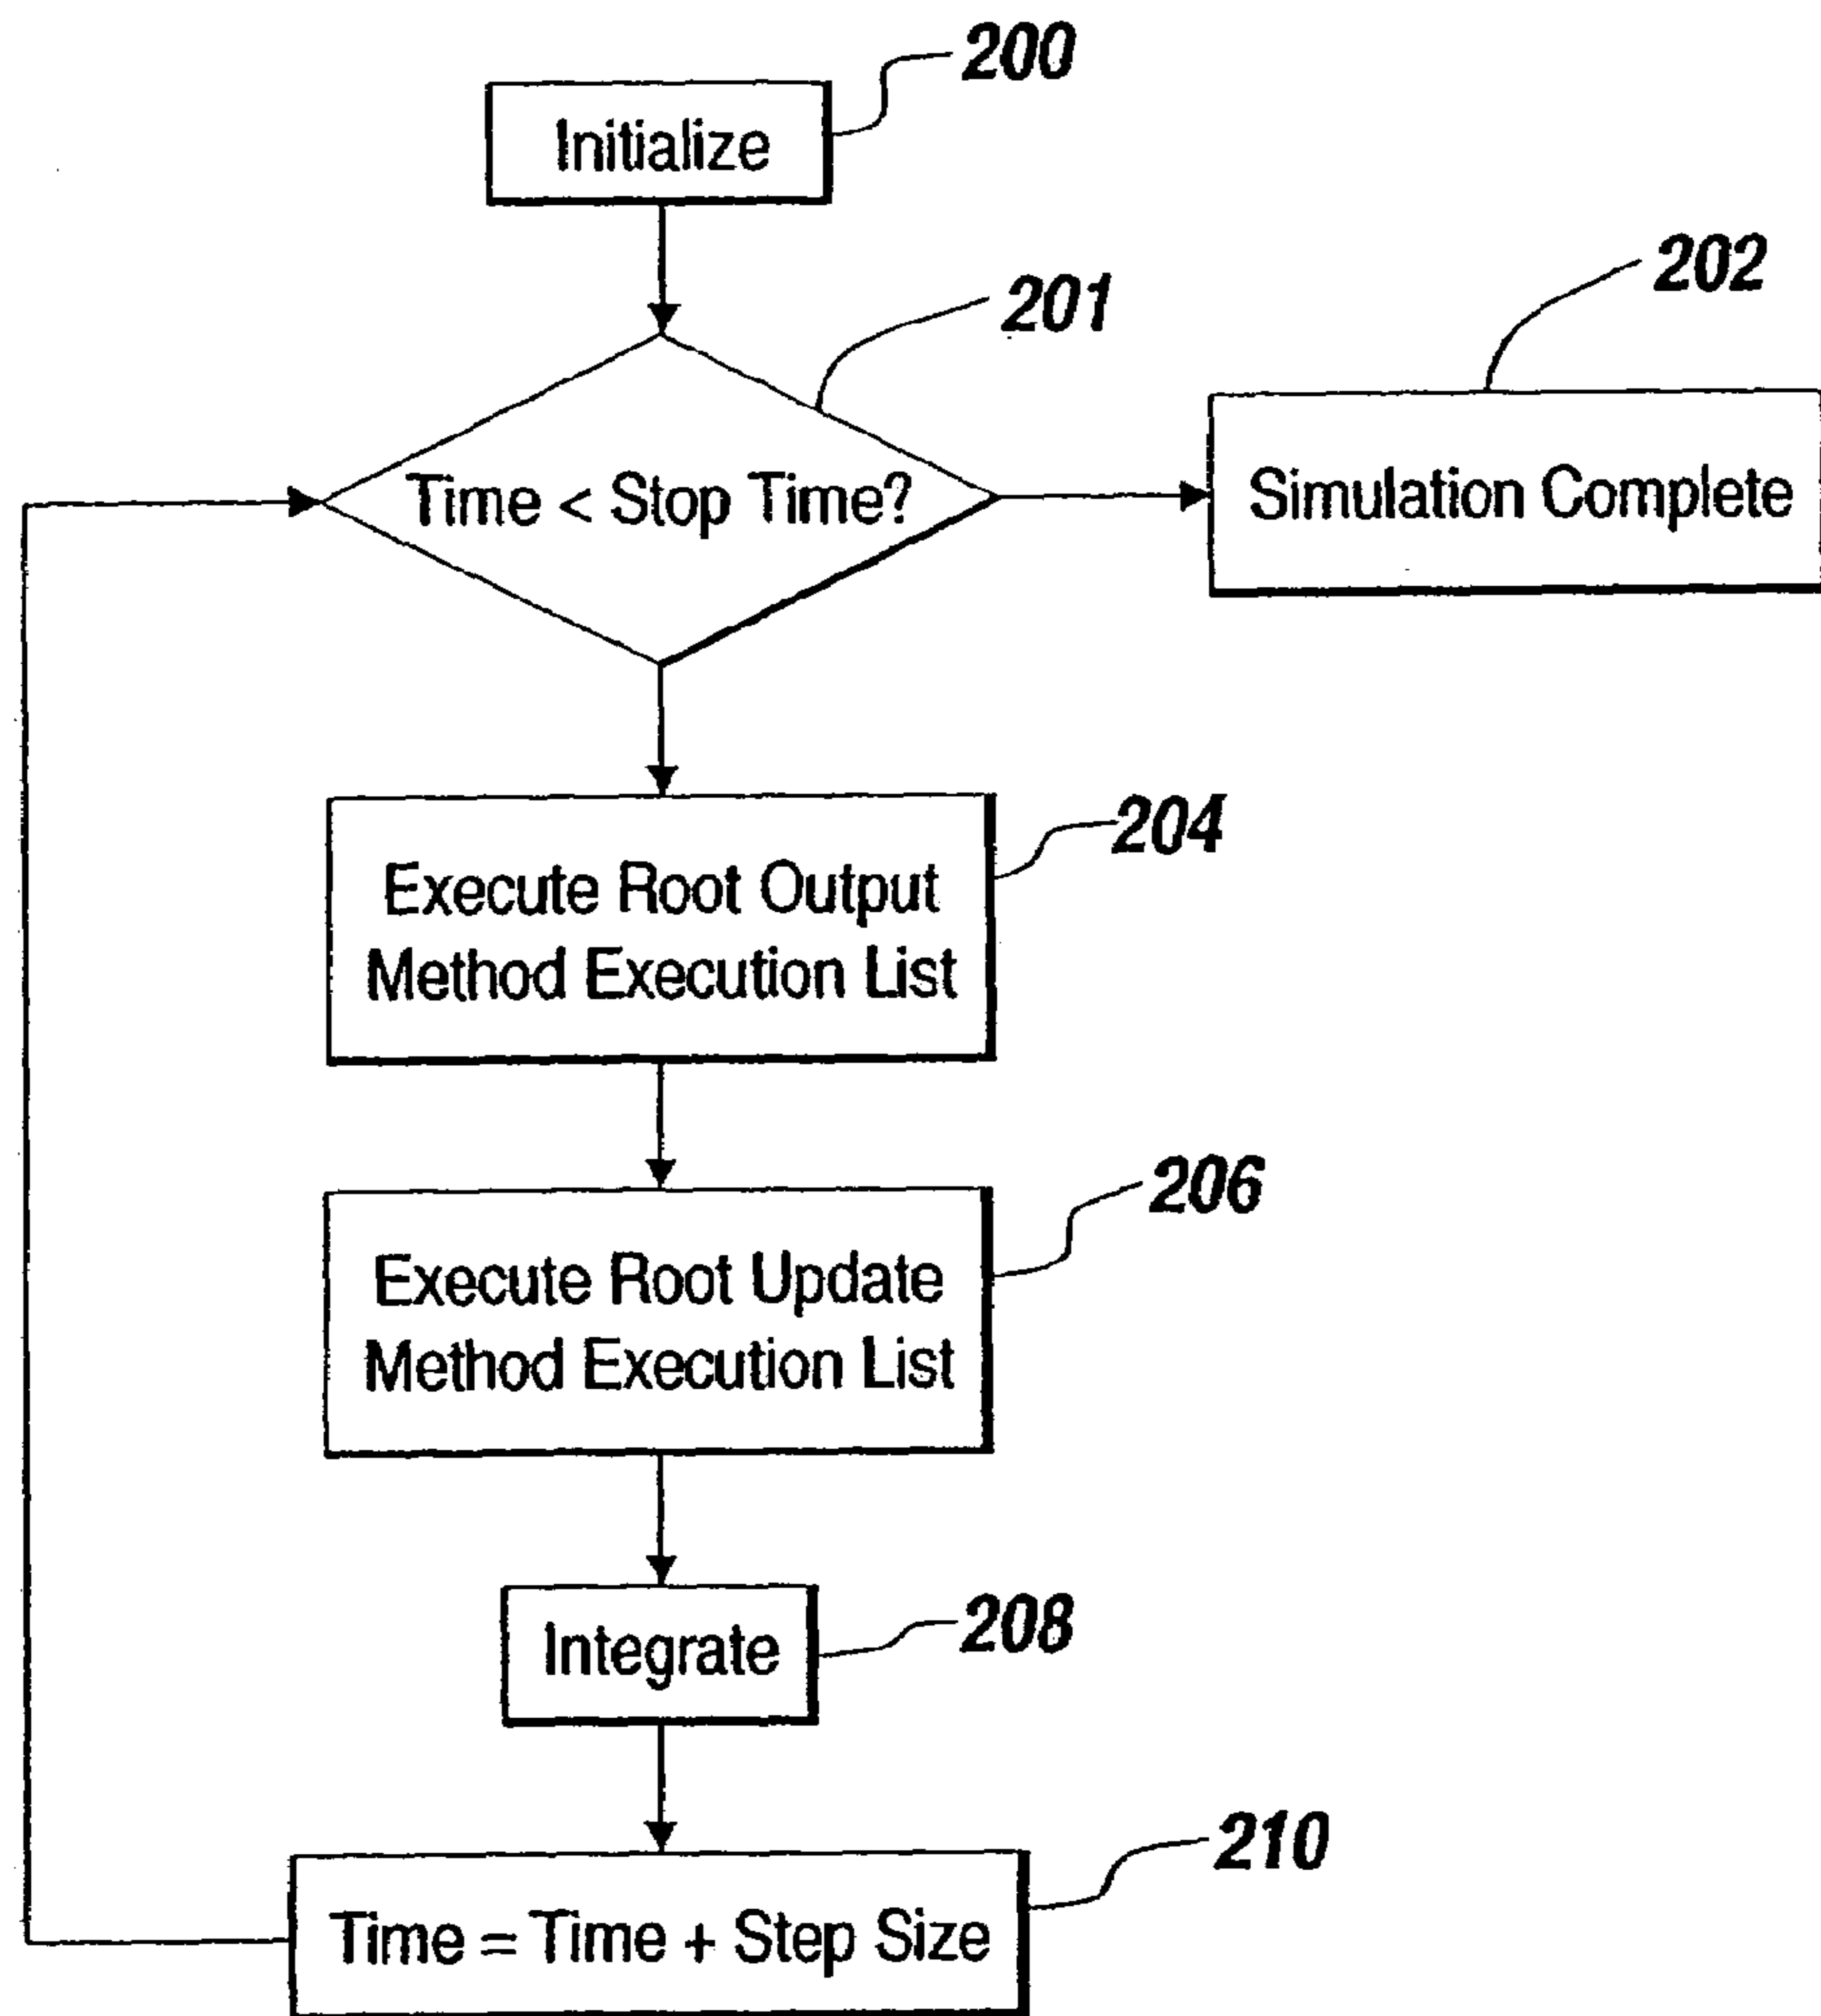 200
Initialize
201
202
Time < Stop Time?
Simulation Complete
204
Execute Root Output
Method Execution List
206
Execute Root Update
Method Execution List
208
Integrate
210
Time = Time + Step Size